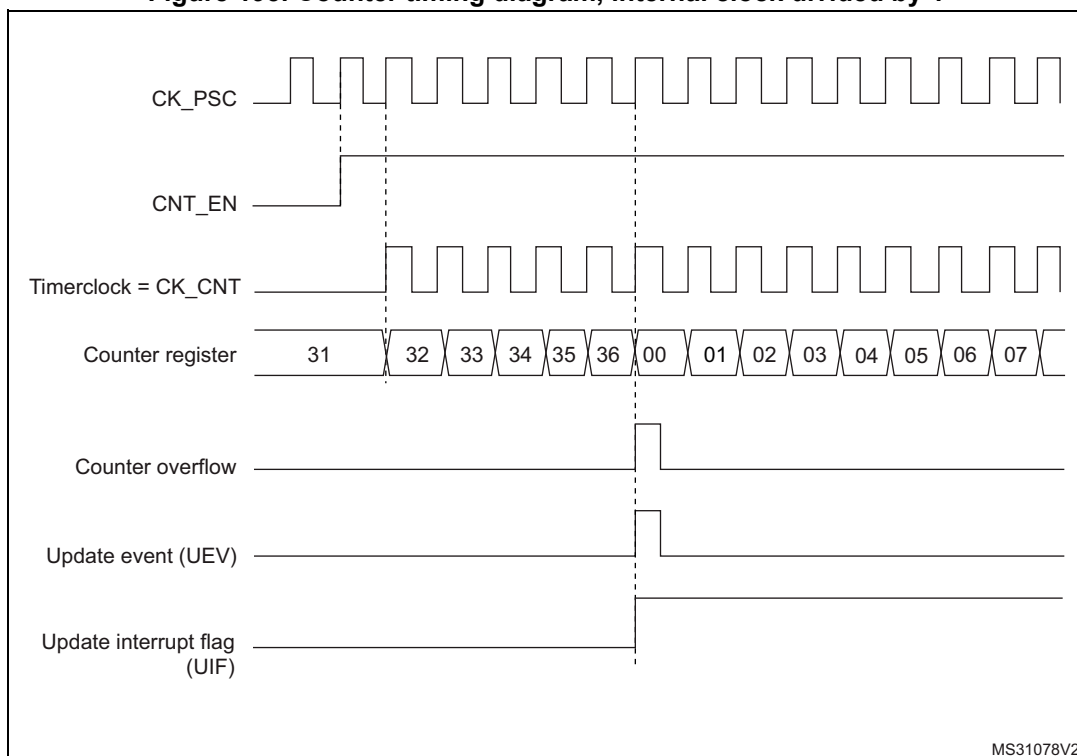 CK_PSC
CNT_EN
Timerclock = CK_CNT
Counter register 31 32 33 34 35 36 00 01 02 03 04 05 06 07
Counter overflow
Update event (UEV)
Update interrupt flag
(UIF)
MS31078V2